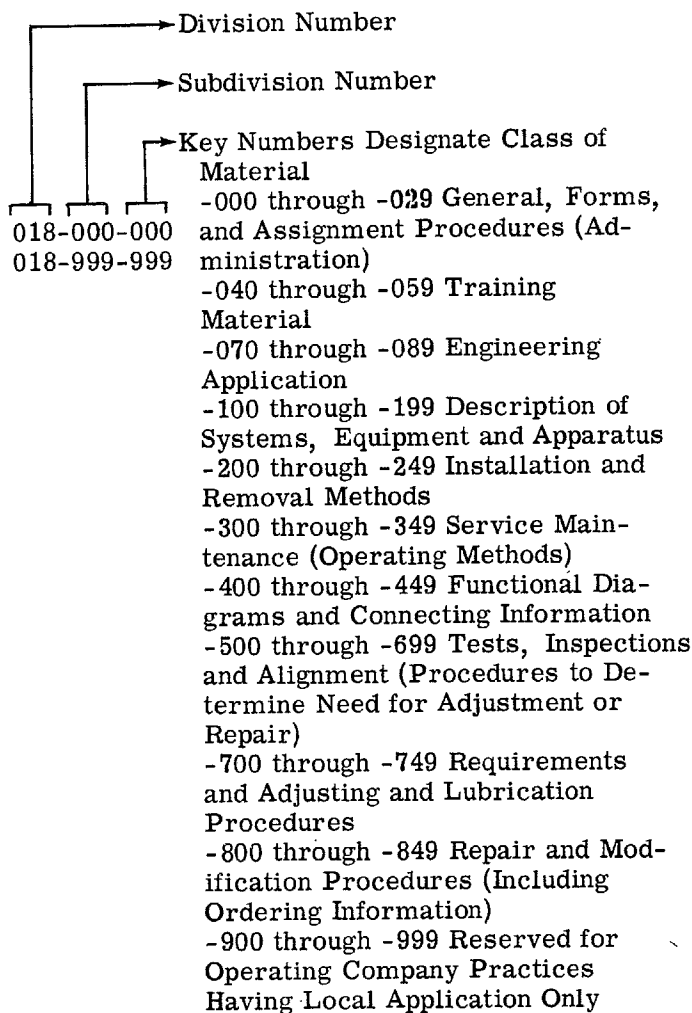 Division Number
Subdivision Number
Key Numbers Designate Class of
Material
-000 through -029 General, Forms,
018-000-000 and Assignment Procedures (Ad-
018-999-999 ministration)
-040 through -059 Training
Material
-070 through -089 Engineering
Application
-100 through -199 Description of
Systems, Equipment and Apparatus
-200 through -249 Installation and
Removal Methods
-300 through -349 Service Main-
tenance (Operating Methods)
-400 through -449 Functional Dia-
grams and Connecting Information
-500 through -699 Tests, Inspections
and Alignment (Procedures to De-
termine Need for Adjustment or
Repair)
-700 through -749 Requirements
and Adjusting and Lubrication
Procedures
-800 through -849 Repair and Mod-
ification Procedures (Including
Ordering Information)
-900 through -999 Reserved for
Operating Company Practices
Having Local Application Only